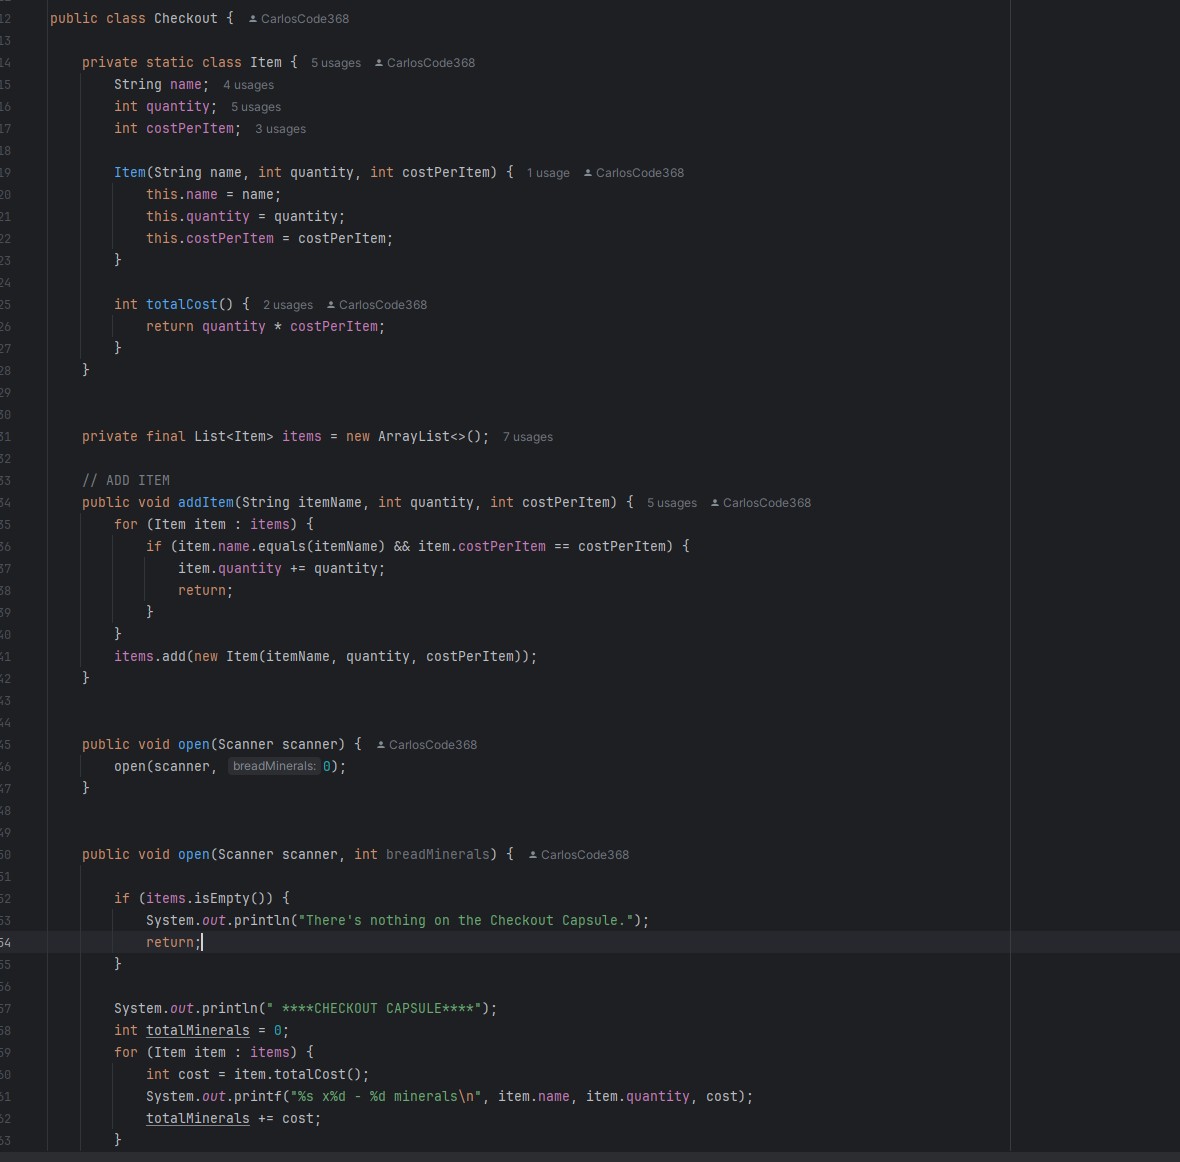 12 public class Checkout { CarlosCode368
13
14 private static class Item { 5 usages CarlosCode368
15 String name; 4 usages
16 int quantity; 5 usages
17 int costPerItem; 3 usages
18
19 Item(String name, int quantity, int costPerItem) { 1 usage CarlosCode368
20 this.name = name;
21 this.quantity = quantity;
22 this.costPerItem = costPerItem;
23 }
24
25 int totalCost() { 2 usages CarlosCode368
26 return quantity * costPerItem;
27 }
28 }
29
30
31 private final List<Item> items = new ArrayList<>(); 7 usages
32
33 // ADD ITEM
34 public void addItem(String itemName, int quantity, int costPerItem) { 5 usages CarlosCode368
35 for (Item item : items) {
36 if (item.name.equals(itemName) && item.costPerItem == costPerItem) {
37 item.quantity += quantity;
38 return;
39 }
40 }
41 items.add(new Item(itemName, quantity, costPerItem));
42 }
43
44
45 public void open(Scanner scanner) { CarlosCode368
46 open(scanner, breadMinerals: 0);
47 }
48
49
50 public void open(Scanner scanner, int breadMinerals) { CarlosCode368
51
52 if (items.isEmpty()) {
53 System.out.println("There's nothing on the Checkout Capsule.");
54 return;
55 }
56
57 System.out.println(" ****CHECKOUT CAPSULE****");
58 int totalMinerals = 0;
59 for (Item item : items) {
60 int cost = item.totalCost();
61 System.out.printf("%s x%d - %d minerals\n", item.name, item.quantity, cost);
62 totalMinerals += cost;
63 }